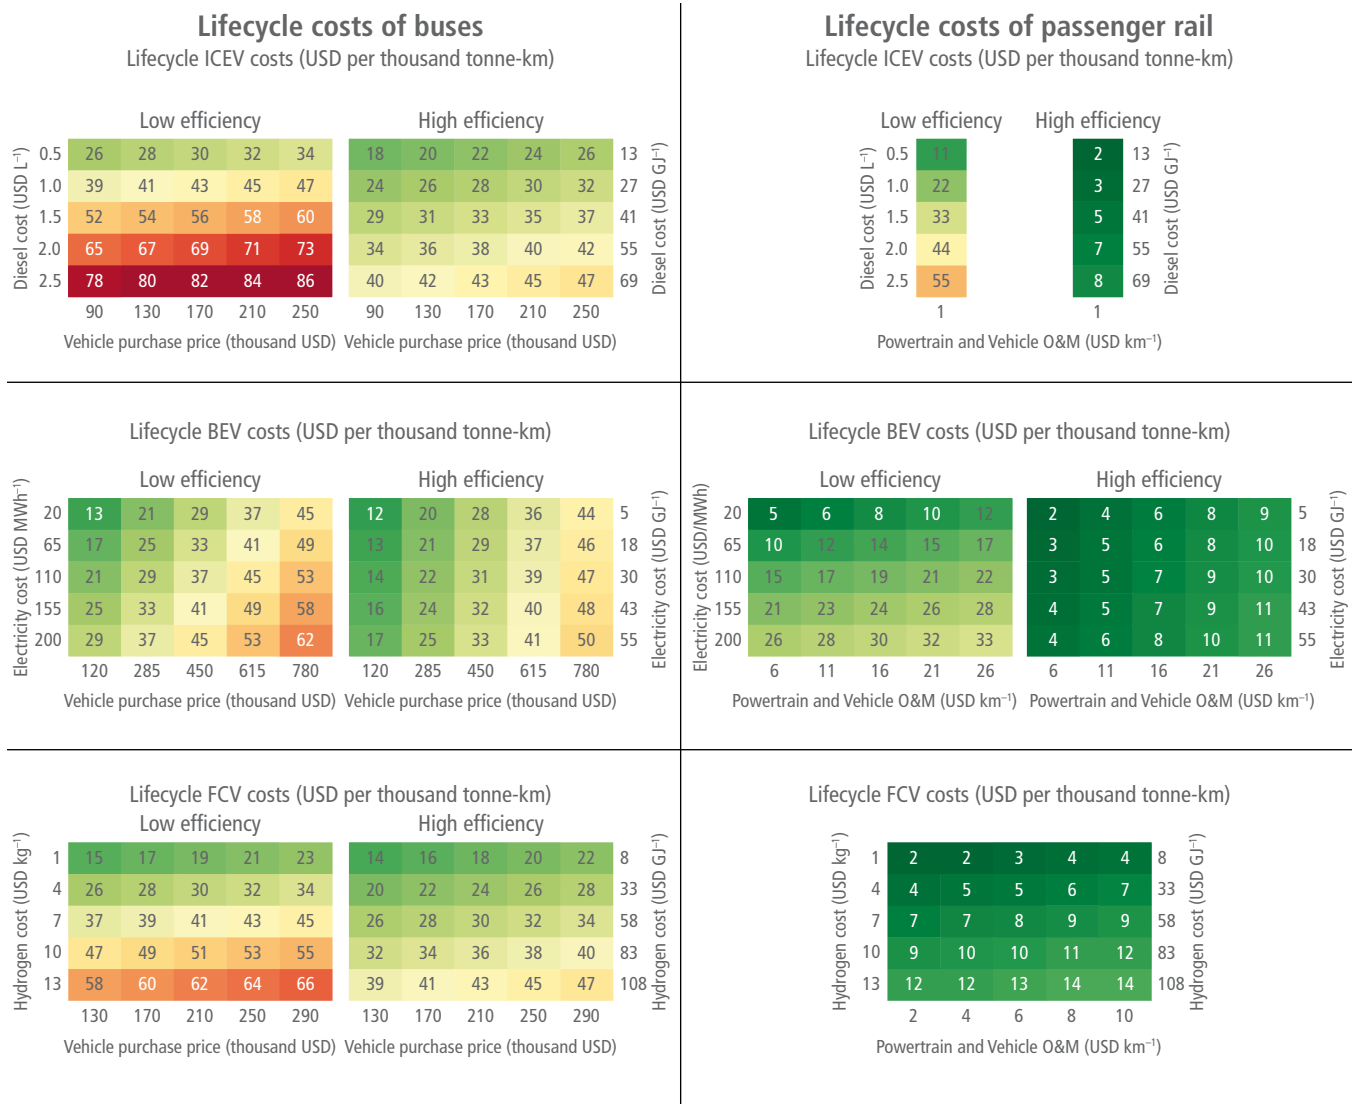 Lifecycle costs of buses
Lifecycle ICEV costs (USD per thousand tonne-km)
Low efficiency High efficiency
Diesel cost (USD L⁻¹)
0.5 26 28 30 32 34 18 20 22 24 26 13
1.0 39 41 43 45 47 24 26 28 30 32 27
1.5 52 54 56 58 60 29 31 33 35 37 41
2.0 65 67 69 71 73 34 36 38 40 42 55
2.5 78 80 82 84 86 40 42 43 45 47 69
Diesel cost (USD GJ⁻¹)
90 130 170 210 250 90 130 170 210 250
Vehicle purchase price (thousand USD) Vehicle purchase price (thousand USD)
Lifecycle costs of passenger rail
Lifecycle ICEV costs (USD per thousand tonne-km)
Low efficiency High efficiency
Diesel cost (USD L⁻¹)
0.5 11 2 13
1.0 22 3 27
1.5 33 5 41
2.0 44 7 55
2.5 55 8 69
Diesel cost (USD GJ⁻¹)
1 1
Powertrain and Vehicle O&M (USD km⁻¹)
Lifecycle BEV costs (USD per thousand tonne-km)
Low efficiency High efficiency
Electricity cost (USD MWh⁻¹)
20 13 21 29 37 45 12 20 28 36 44 5
65 17 25 33 41 49 13 21 29 37 46 18
110 21 29 37 45 53 14 22 31 39 47 30
155 25 33 41 49 58 16 24 32 40 48 43
200 29 37 45 53 62 17 25 33 41 50 55
Electricity cost (USD GJ⁻¹)
120 285 450 615 780 120 285 450 615 780
Vehicle purchase price (thousand USD) Vehicle purchase price (thousand USD)
Lifecycle BEV costs (USD per thousand tonne-km)
Low efficiency High efficiency
Electricity cost (USD/MWh)
20 5 6 8 10 12 2 4 6 8 9 5
65 10 12 14 15 17 3 5 6 8 10 18
110 15 17 19 21 22 3 5 7 9 10 30
155 21 23 24 26 28 4 5 7 9 11 43
200 26 28 30 32 33 4 6 8 10 11 55
Electricity cost (USD GJ⁻¹)
6 11 16 21 26 6 11 16 21 26
Powertrain and Vehicle O&M (USD km⁻¹) Powertrain and Vehicle O&M (USD km⁻¹)
Lifecycle FCV costs (USD per thousand tonne-km)
Low efficiency High efficiency
Hydrogen cost (USD kg⁻¹)
1 15 17 19 21 23 14 16 18 20 22 8
4 26 28 30 32 34 20 22 24 26 28 33
7 37 39 41 43 45 26 28 30 32 34 58
10 47 49 51 53 55 32 34 36 38 40 83
13 58 60 62 64 66 39 41 43 45 47 108
Hydrogen cost (USD GJ⁻¹)
130 170 210 250 290 130 170 210 250 290
Vehicle purchase price (thousand USD) Vehicle purchase price (thousand USD)
Lifecycle FCV costs (USD per thousand tonne-km)
Hydrogen cost (USD kg⁻¹)
1 2 2 3 4 4 8
4 4 5 5 6 7 33
7 7 7 8 9 9 58
10 9 10 10 11 12 83
13 12 12 13 14 14 108
Hydrogen cost (USD GJ⁻¹)
2 4 6 8 10
Powertrain and Vehicle O&M (USD km⁻¹)